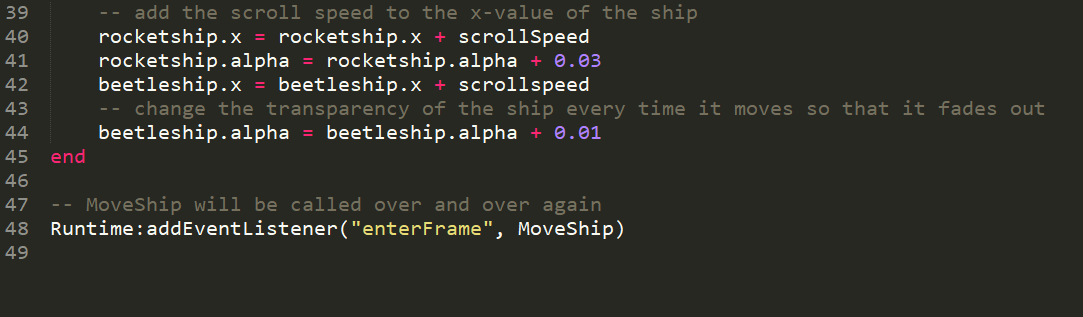 39 -- add the scroll speed to the x-value of the ship
40 rocketship.x = rocketship.x + scrollSpeed
41 rocketship.alpha = rocketship.alpha + 0.03
42 beetleship.x = beetleship.x + scrollspeed
43 -- change the transparency of the ship every time it moves so that it fades out
44 beetleship.alpha = beetleship.alpha + 0.01
45 end
46
47 -- MoveShip will be called over and over again
48 Runtime:addEventListener("enterFrame", MoveShip)
49